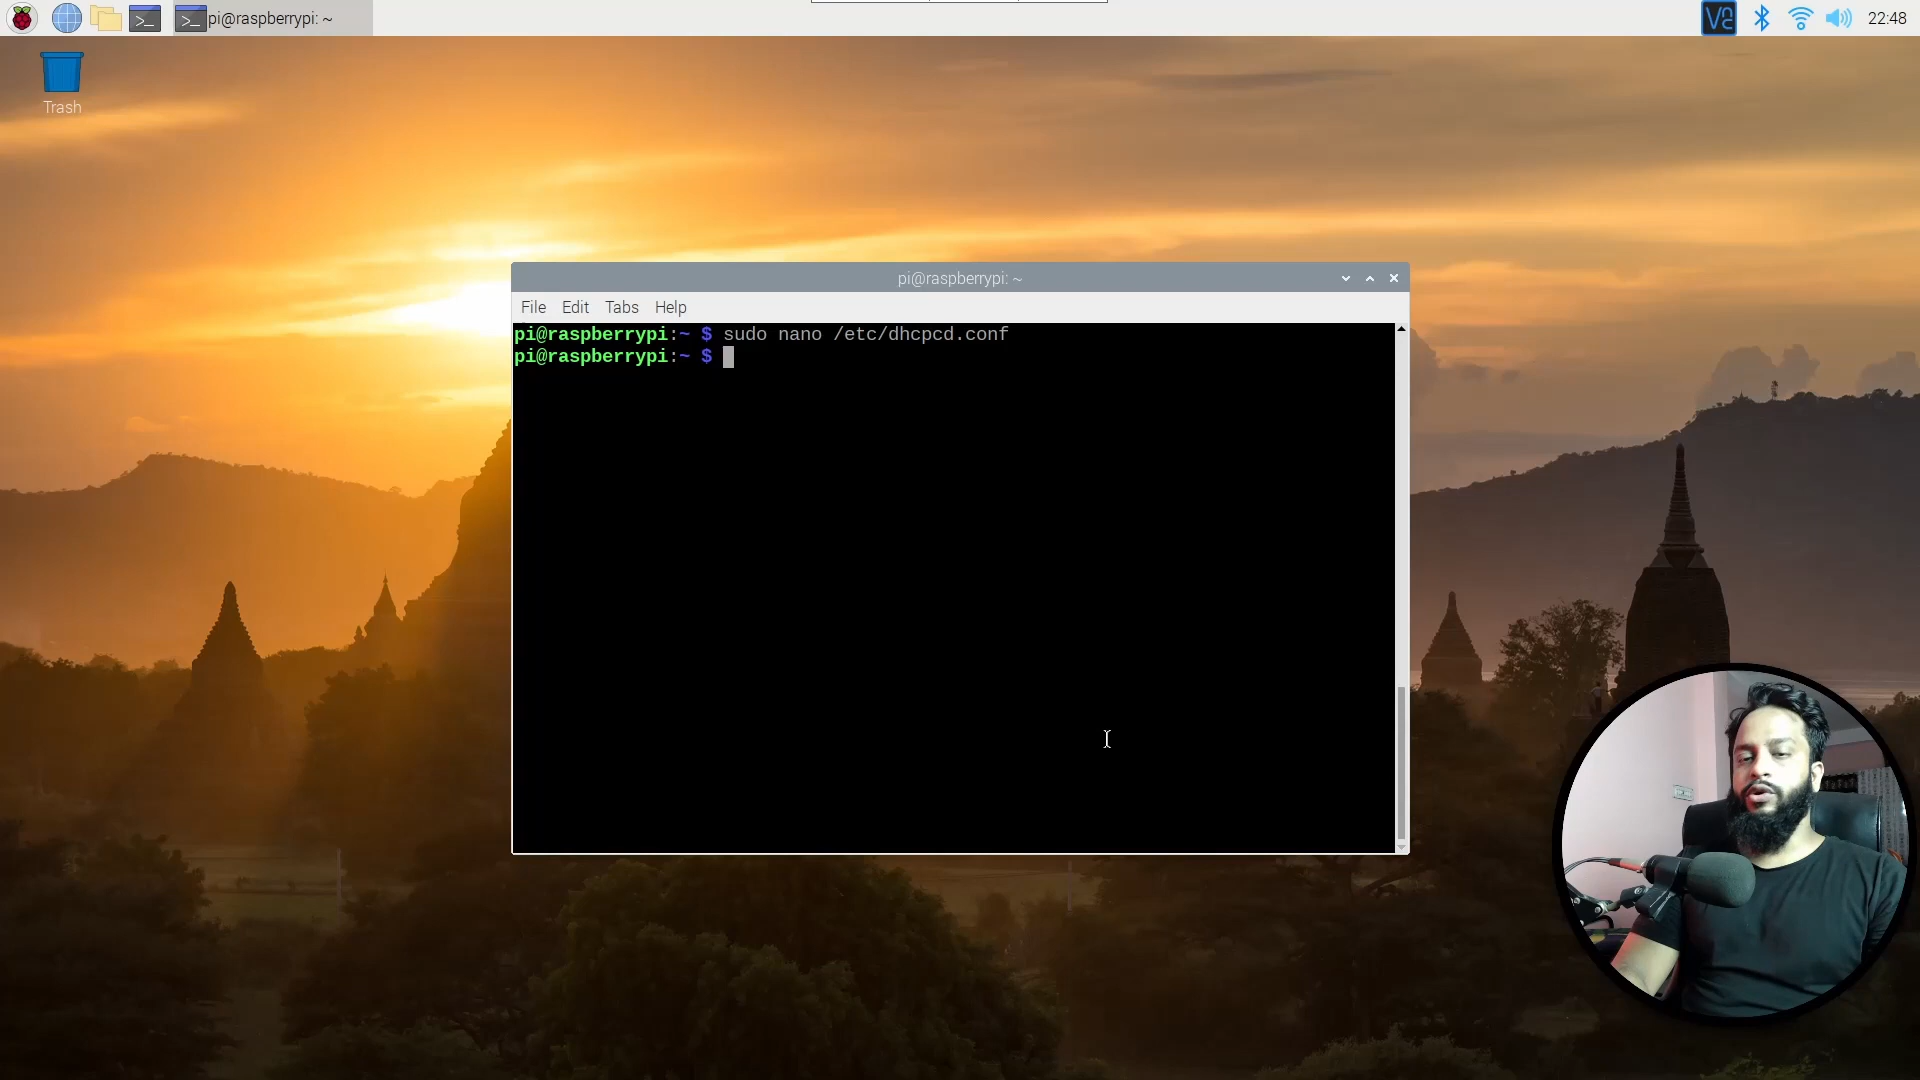 pi@raspberrypi: ~
22:48
Trash
pi@raspberrypi: ~
File Edit Tabs Help
pi@raspberrypi:~ $ sudo nano /etc/dhcpcd.conf
pi@raspberrypi:~ $